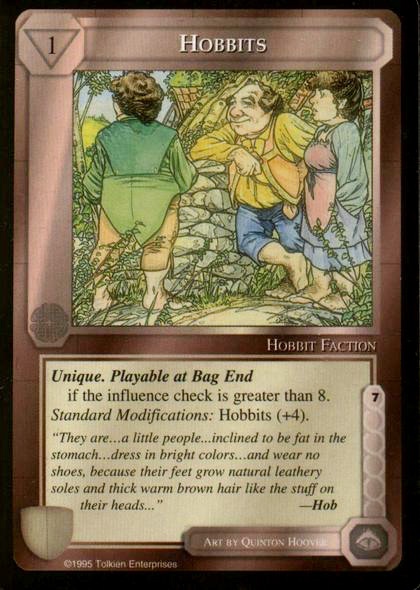 1
HOBBITS
HOBBIT FACTION
Unique. Playable at Bag End
if the influence check is greater than 8.
Standard Modifications: Hobbits (+4).
7
"They are...a little people...inclined to be fat in the
stomach...dress in bright colors...and wear no
shoes, because their feet grow natural leathery
soles and thick warm brown hair like the stuff on
their heads..." —Hob
ART BY QUINTON HOOVER
©1995 Tolkien Enterprises